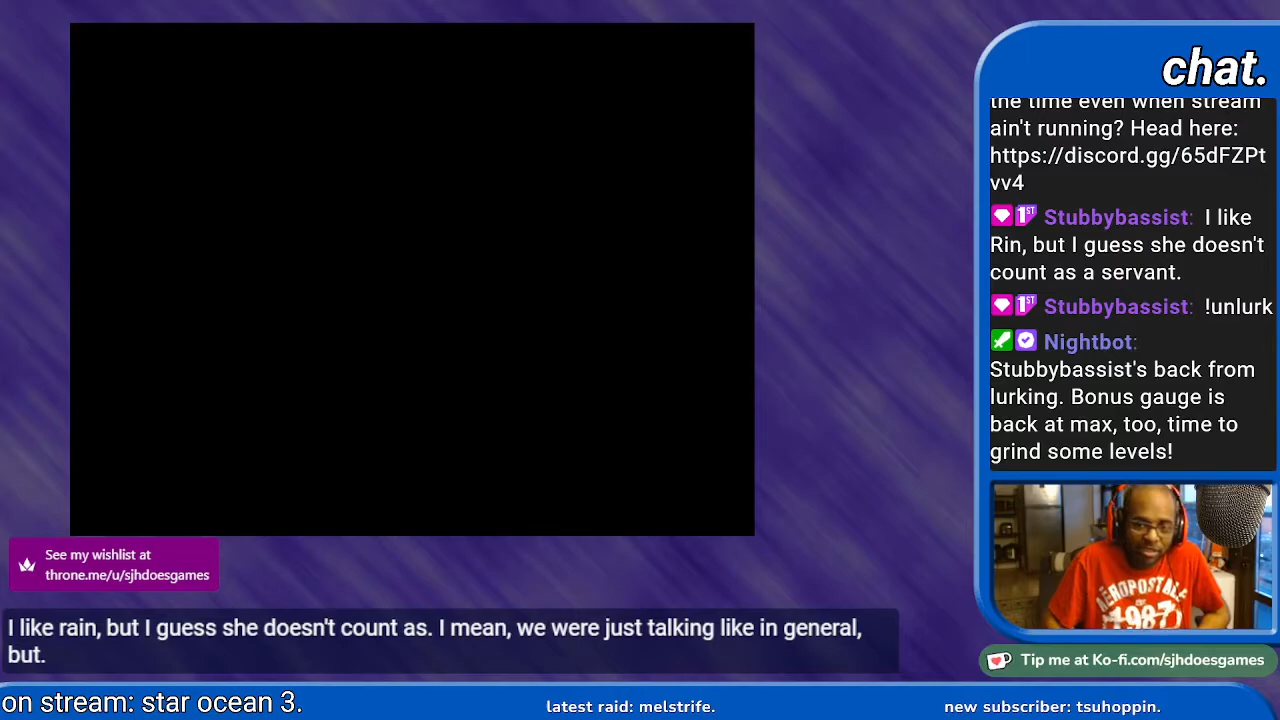 chat.
the time even when stream
ain't running? Head here:
https://discord.gg/65dFZPt
vv4
1ST Stubbybassist: I like
Rin, but I guess she doesn't
count as a servant.
1ST Stubbybassist: !unlurk
Nightbot:
Stubbybassist's back from
lurking. Bonus gauge is
back at max, too, time to
grind some levels!
See my wishlist at
throne.me/u/sjhdoesgames
AÉROPOSTALE
1987
I like rain, but I guess she doesn't count as. I mean, we were just talking like in general,
but.
Tip me at Ko-fi.com/sjhdoesgames
on stream: star ocean 3.
latest raid: melstrife.
new subscriber: tsuhoppin.